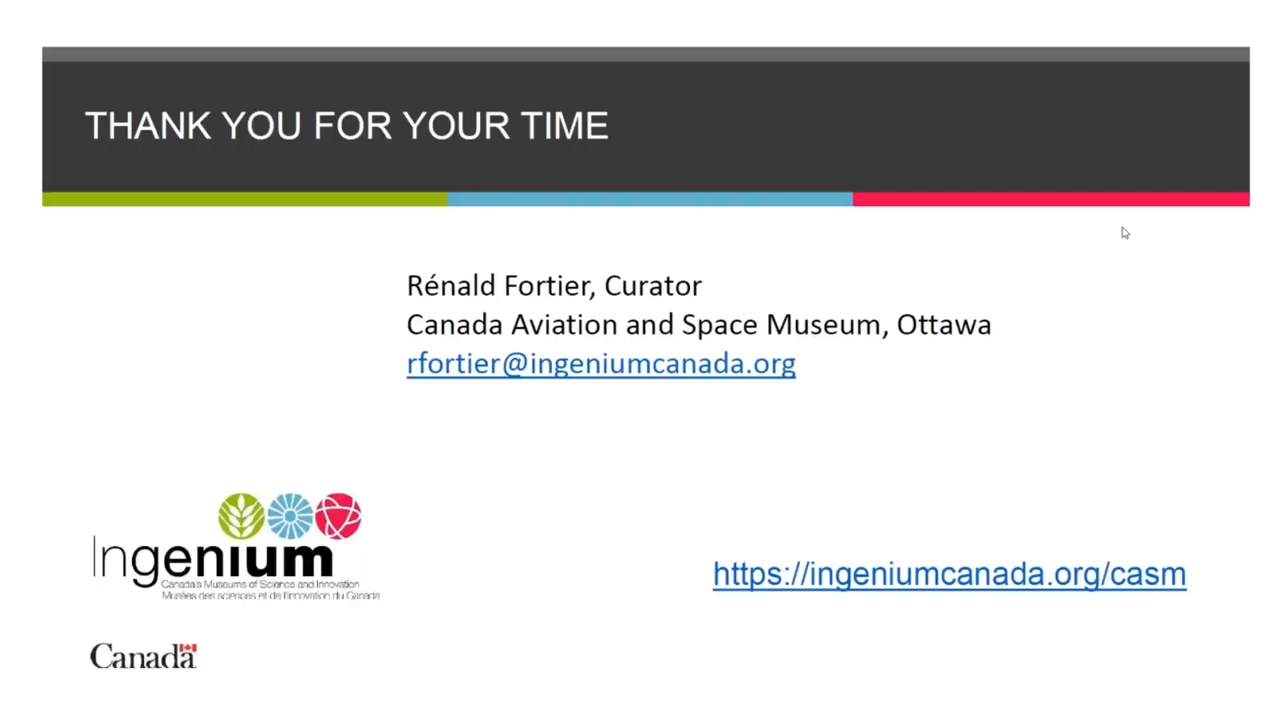 THANK YOU FOR YOUR TIME
Rénald Fortier, Curator
Canada Aviation and Space Museum, Ottawa
rfortier@ingeniumcanada.org
Ingenium
Canada's Museums of Science and Innovation
Musées des sciences et de l'innovation du Canada
https://ingeniumcanada.org/casm
Canada